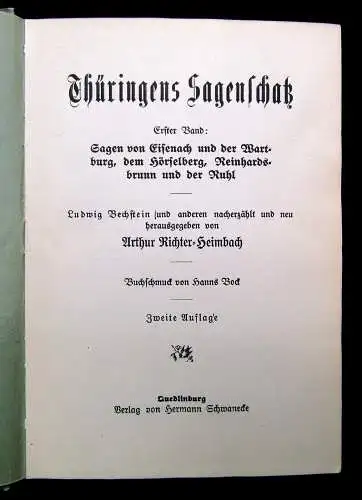 Thüringens Sagenschatz
Erster Band:
Sagen von Eisenach und der Wart-
burg, dem Hörselberg, Reinhards-
brunn und der Ruhl
Ludwig Bechstein und anderen nacherzählt und neu
herausgegeben von
Arthur Richter-Heimbach
Buchschmuck von Hanns Bock
Zweite Auflage
Quedlinburg
Verlag von Hermann Schwanecke